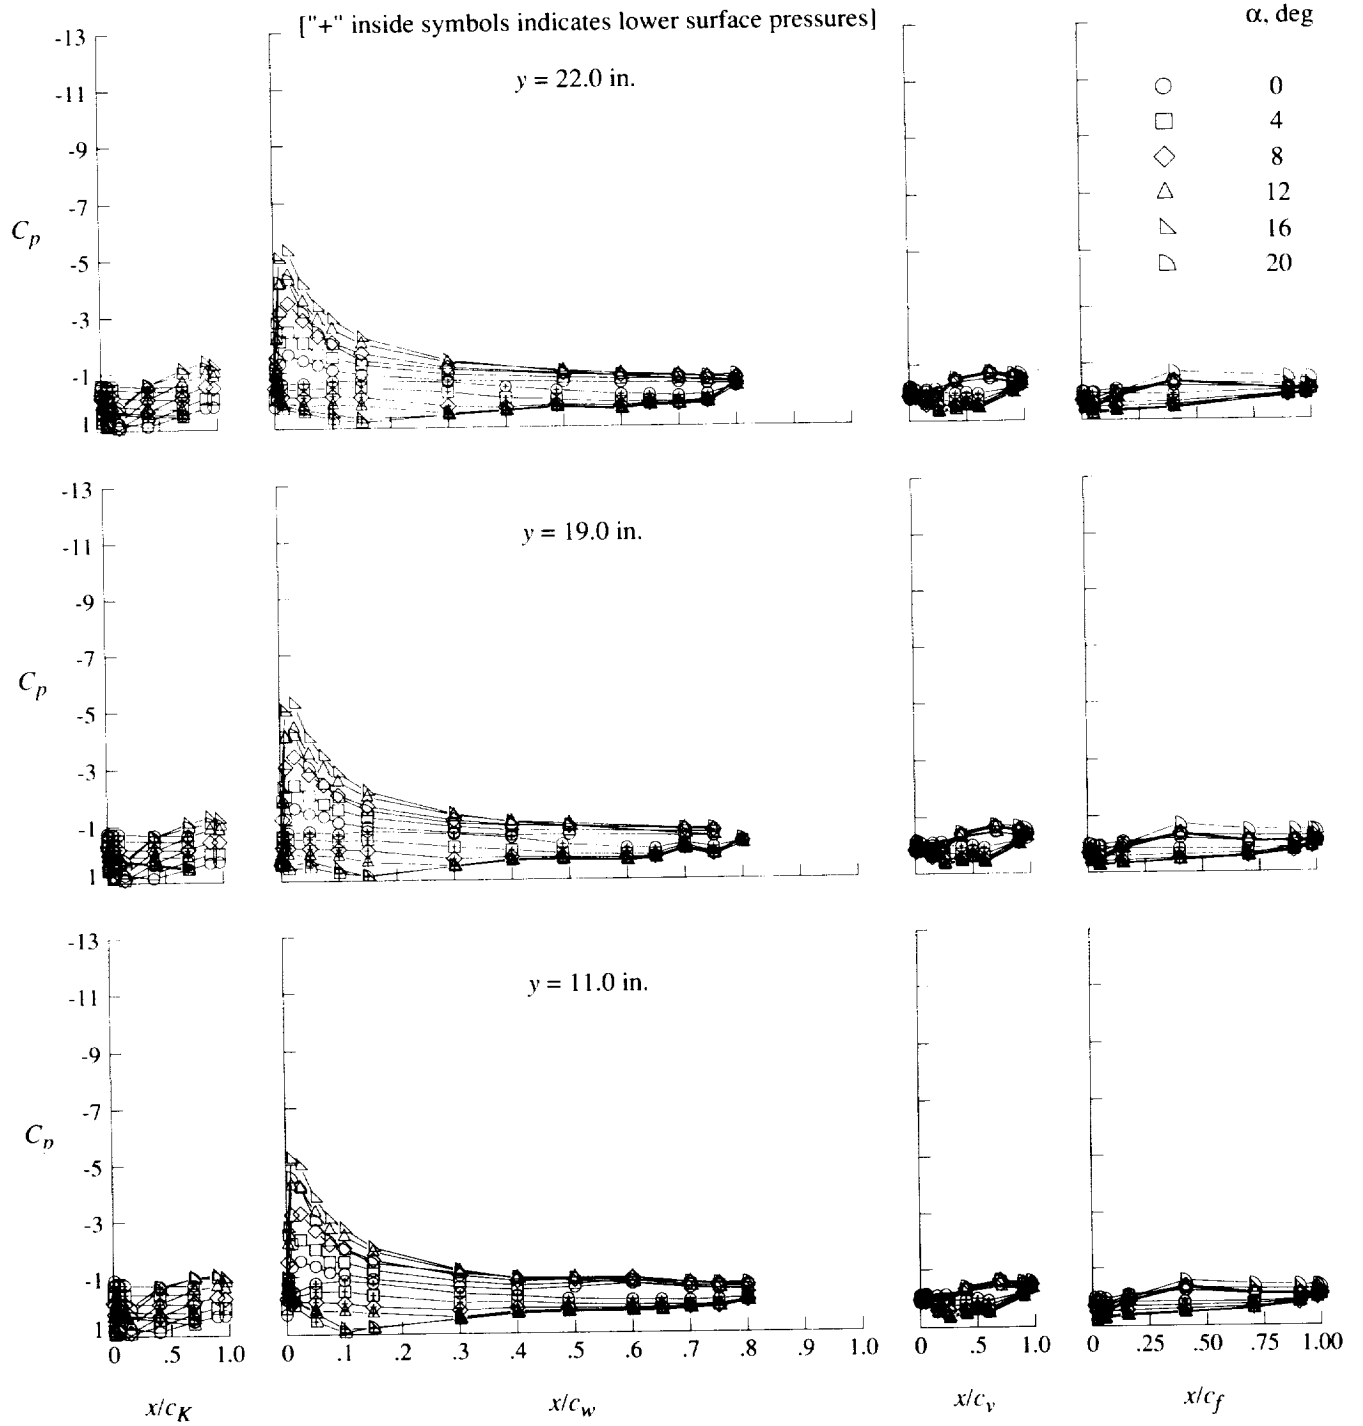 ["+" inside symbols indicates lower surface pressures]
α, deg
0
4
8
12
16
20
y = 22.0 in.
-13
-11
-9
-7
-5
-3
-1
1
Cp
y = 19.0 in.
-13
-11
-9
-7
-5
-3
-1
1
Cp
y = 11.0 in.
-13
-11
-9
-7
-5
-3
-1
1
Cp
0 .5 1.0
0 .1 .2 .3 .4 .5 .6 .7 .8 .9 1.0
0 .5 1.0
0 .25 .50 .75 1.00
x/cK
x/cw
x/cv
x/cf